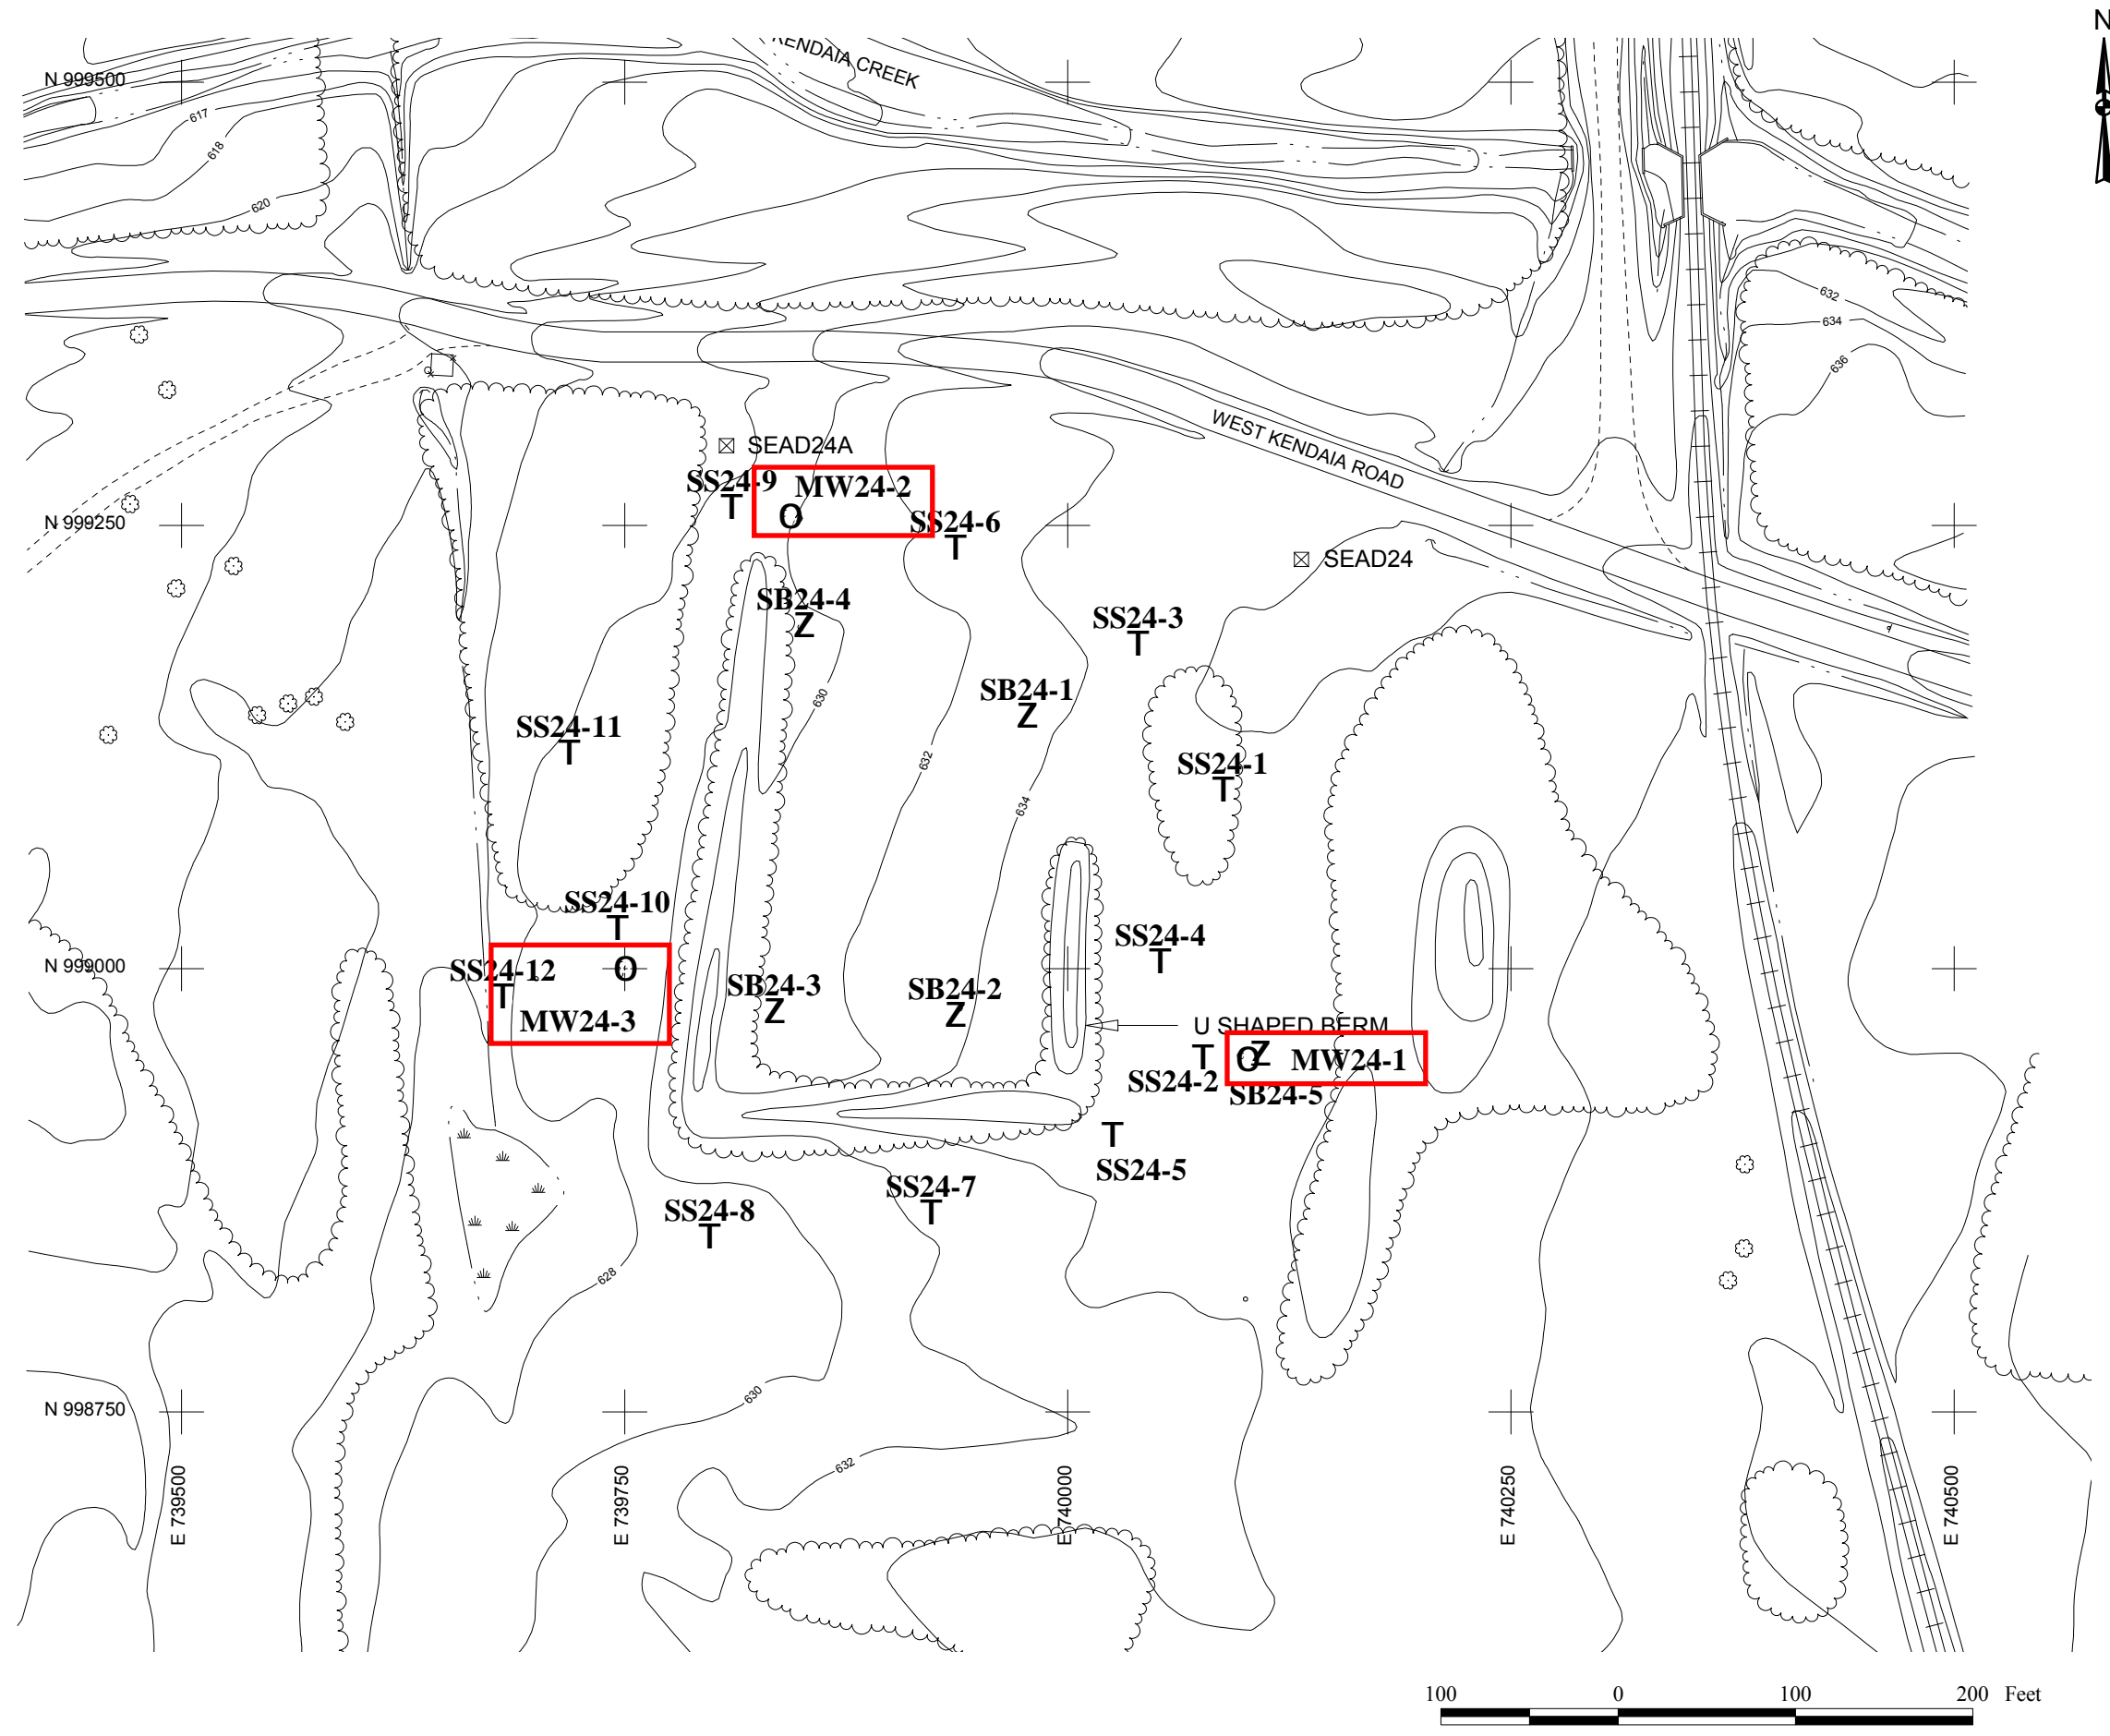 N
KENDAIA CREEK
N 999500
617
618
620
632
634
636
WEST KENDAIA ROAD
SEAD24A
SS24-9
T
MW24-2
O
N 999250
SS24-6
T
SEAD24
SB24-4
Z
SS24-3
T
630
SB24-1
Z
SS24-11
T
632
SS24-1
T
634
SS24-10
T
SS24-4
T
N 999000
SS24-12
T
O
MW24-3
SB24-3
Z
SB24-2
Z
U SHAPED BERM
T
O
Z
MW24-1
SS24-2
SB24-5
T
SS24-5
SS24-7
T
SS24-8
T
628
630
N 998750
632
E 739500
E 739750
E 740000
E 740250
E 740500
100 0 100 200 Feet